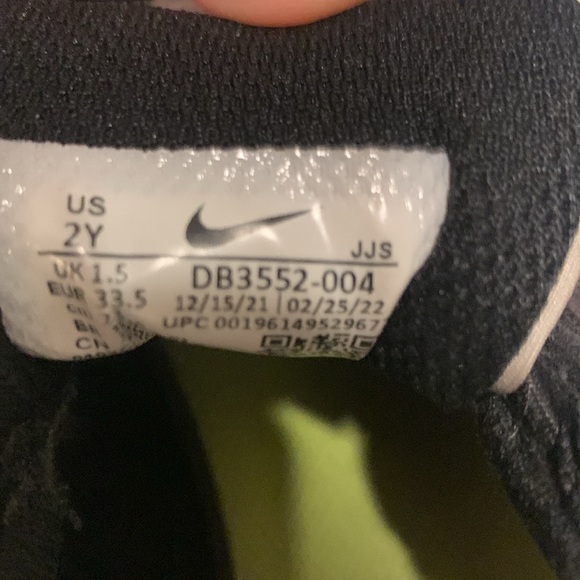 US
2Y
JJS
UK 1.5
DB3552-004
EUR 33.5
12/15/21 | 02/25/22
UPC 0019614952967
CN